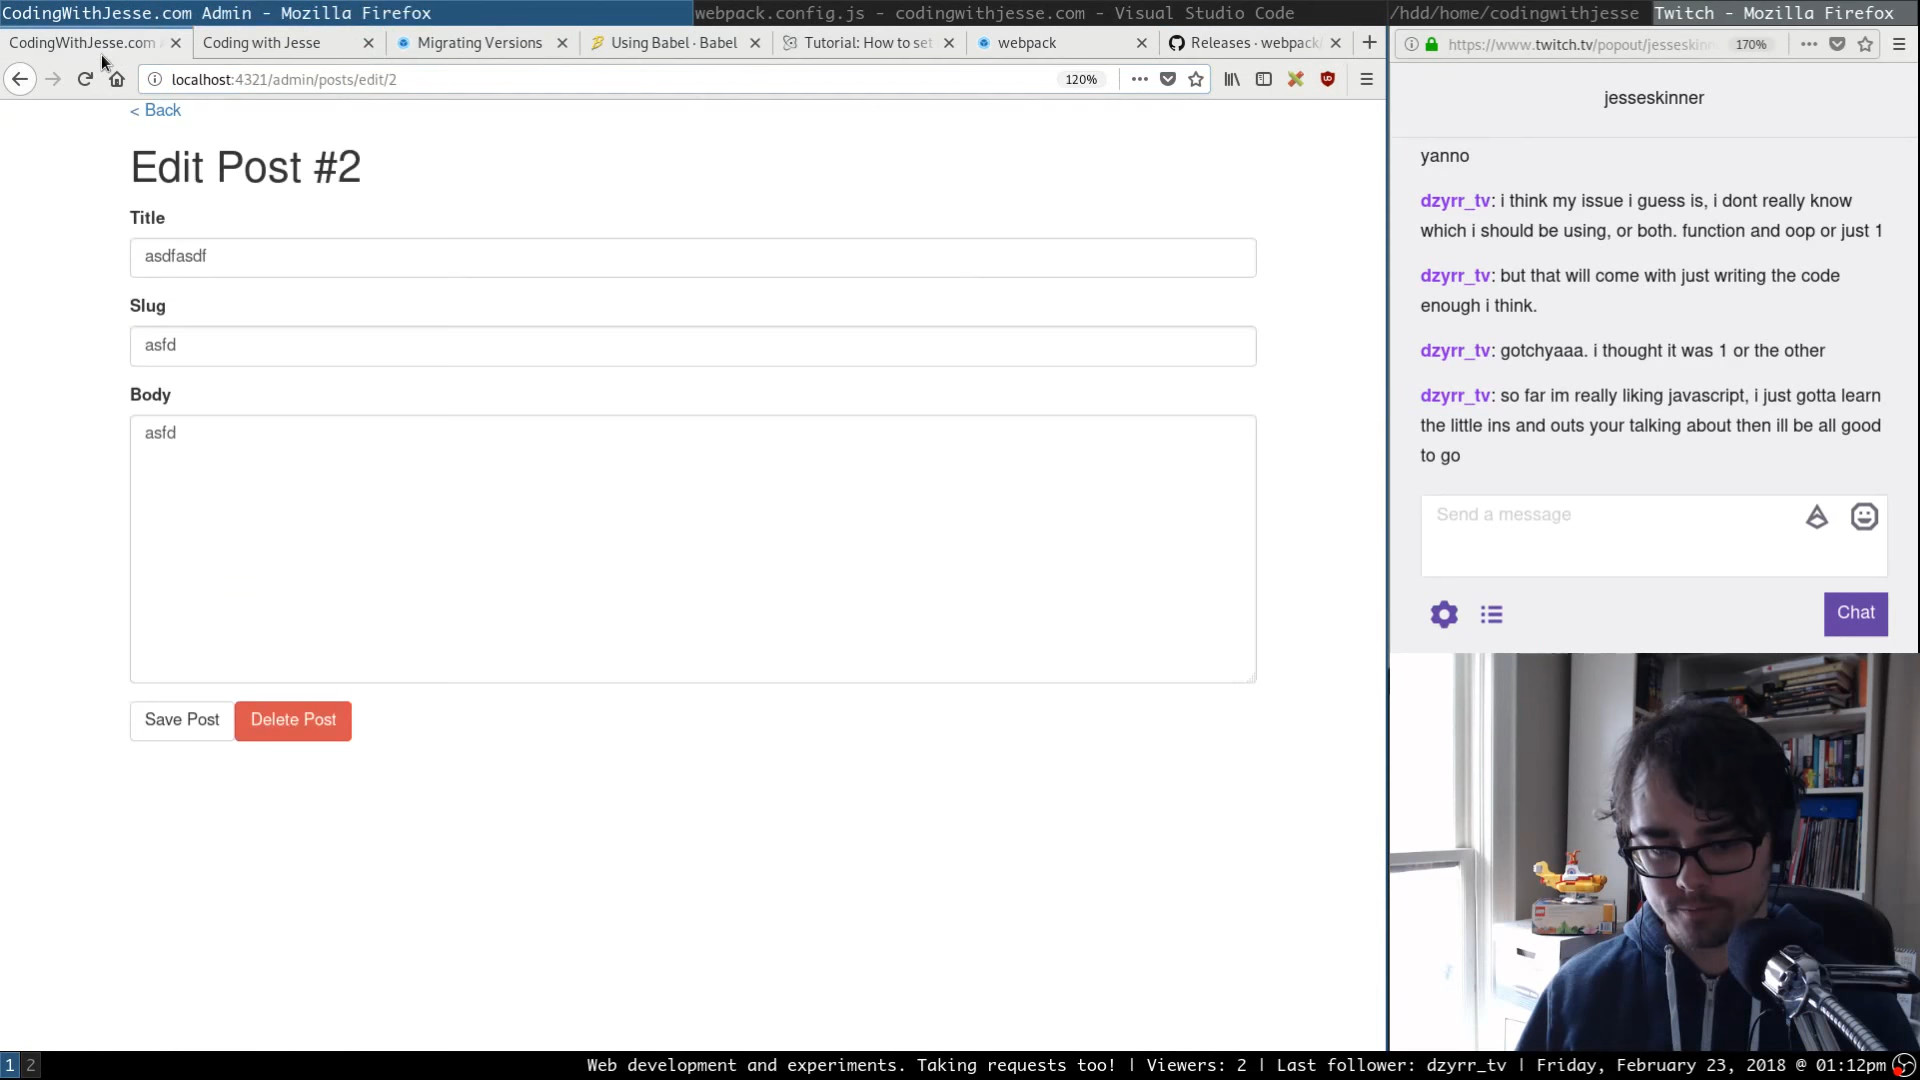 CodingWithJesse.com Admin - Mozilla Firefox
webpack.config.js - codingwithjesse.com - Visual Studio Code
/hdd/home/codingwithjesse
Twitch - Mozilla Firefox
CodingWithJesse.com
Coding with Jesse
Migrating Versions
Using Babel · Babel
Tutorial: How to set
webpack
Releases · webpack/
localhost:4321/admin/posts/edit/2
120%
https://www.twitch.tv/popout/jesseskinn
170%
< Back
Edit Post #2
Title
asdfasdf
Slug
asfd
Body
asfd
Save Post
Delete Post
jesseskinner
yanno
dzyrr_tv: i think my issue i guess is, i dont really know
which i should be using, or both. function and oop or just 1
dzyrr_tv: but that will come with just writing the code
enough i think.
dzyrr_tv: gotchyaaa. i thought it was 1 or the other
dzyrr_tv: so far im really liking javascript, i just gotta learn
the little ins and outs your talking about then ill be all good
to go
Send a message
Chat
1 2
Web development and experiments. Taking requests too! | Viewers: 2 | Last follower: dzyrr_tv | Friday, February 23, 2018 @ 01:12pm